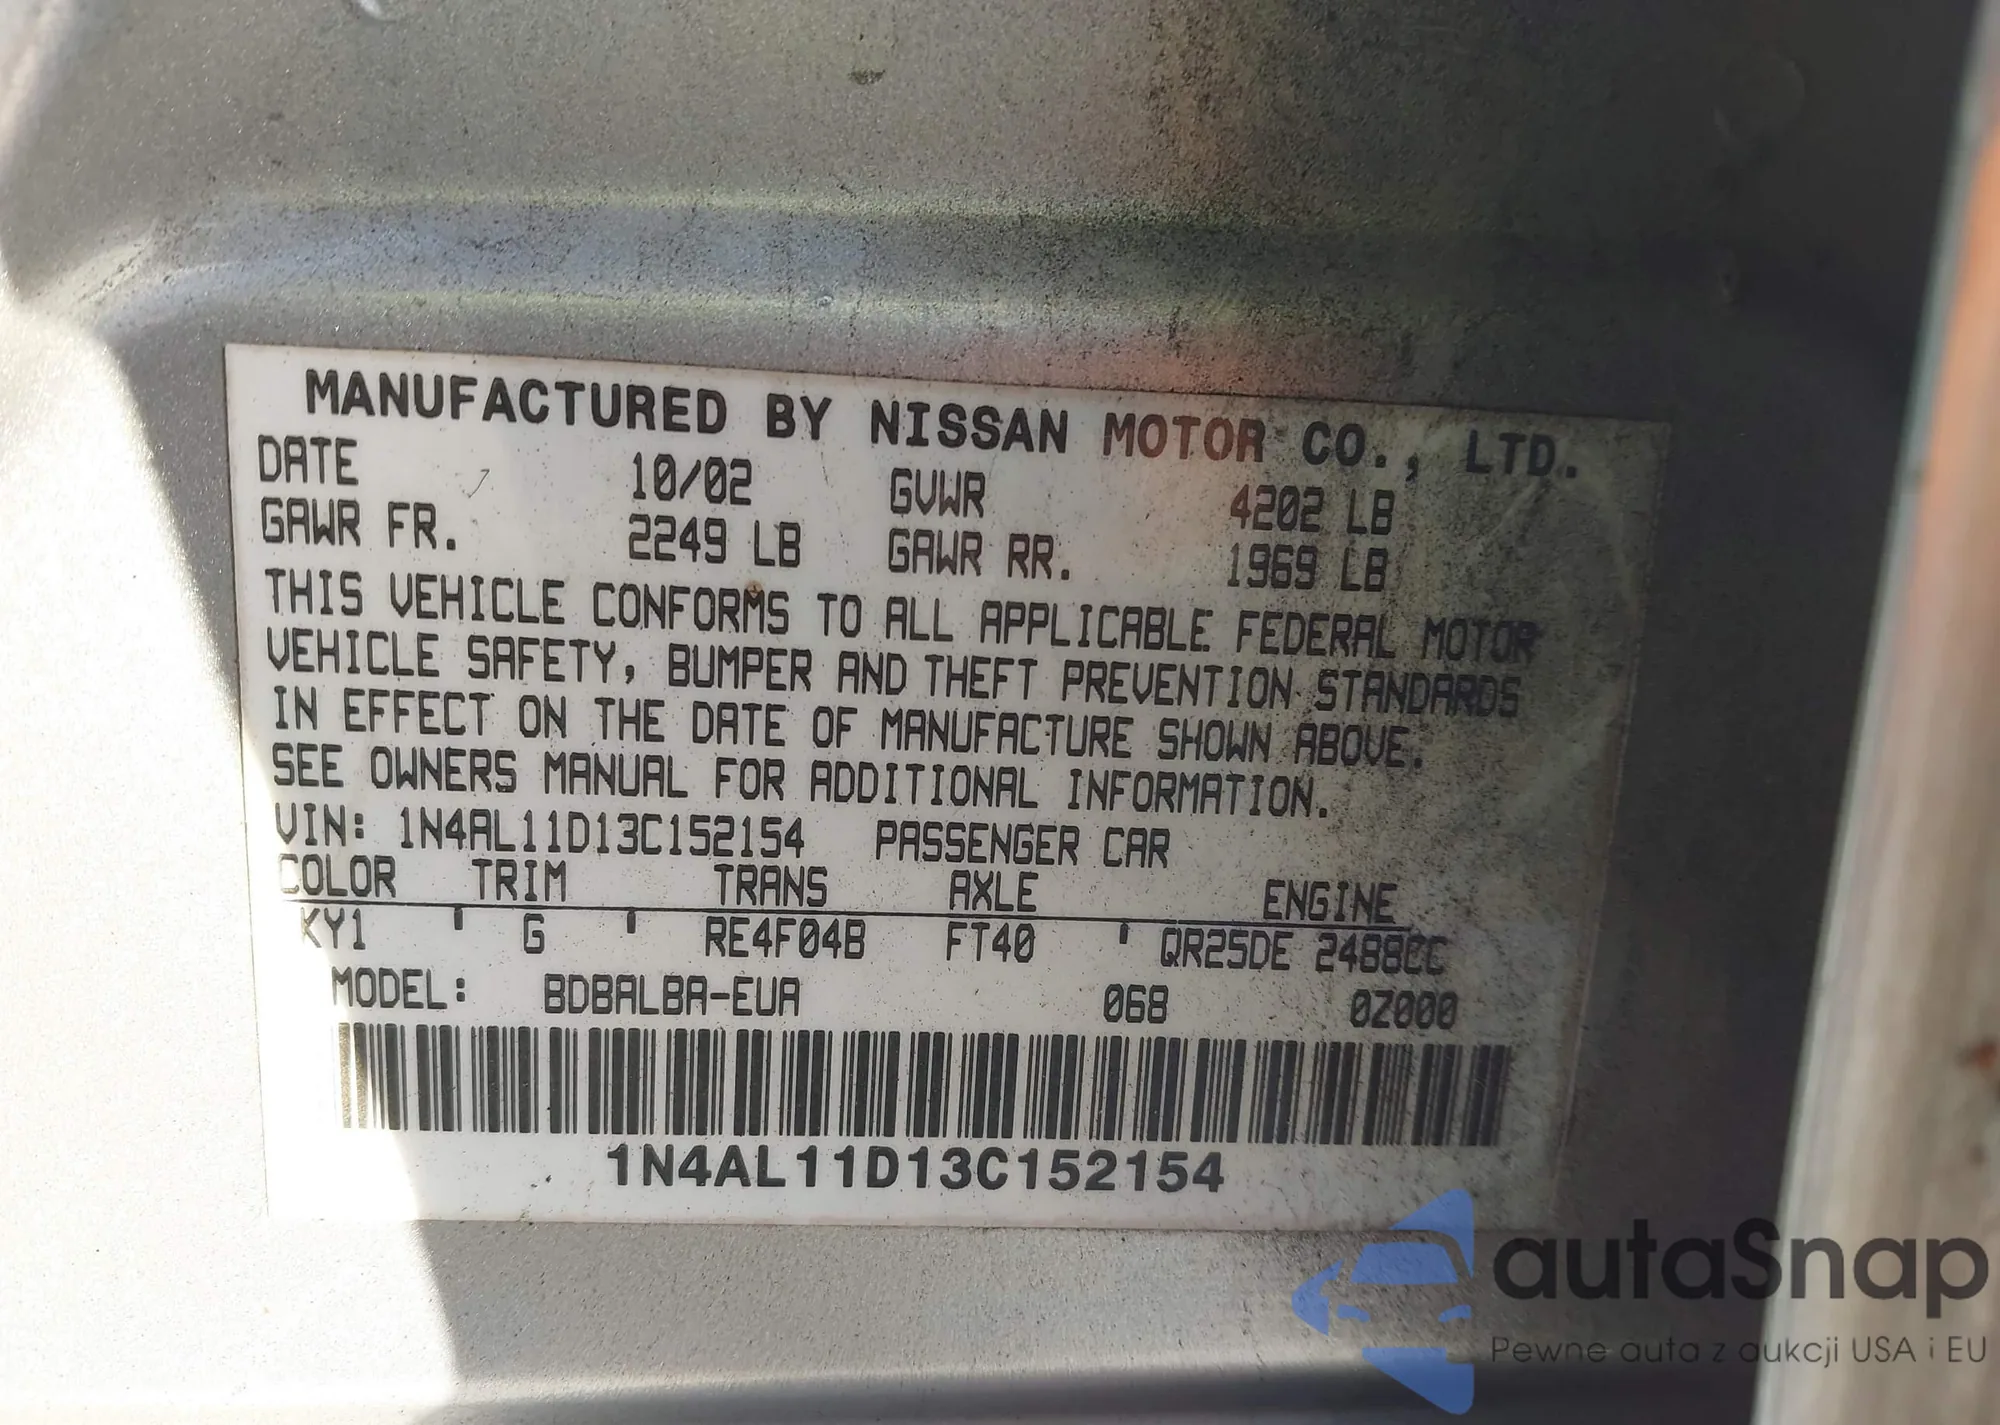 MANUFACTURED BY NISSAN MOTOR CO., LTD.
DATE 10/02 GVWR 4202 LB
GAWR FR. 2249 LB GAWR RR. 1969 LB
THIS VEHICLE CONFORMS TO ALL APPLICABLE FEDERAL MOTOR
VEHICLE SAFETY, BUMPER AND THEFT PREVENTION STANDARDS
IN EFFECT ON THE DATE OF MANUFACTURE SHOWN ABOVE.
SEE OWNERS MANUAL FOR ADDITIONAL INFORMATION.
VIN: 1N4AL11D13C152154 PASSENGER CAR
COLOR TRIM TRANS AXLE ENGINE
KY1 ' G ' RE4F04B FT40 ' QR25DE 2488CC
MODEL: BDBALBA-EUA 068 0Z000
1N4AL11D13C152154
autaSnap
Pewne auta z aukcji USA i EU